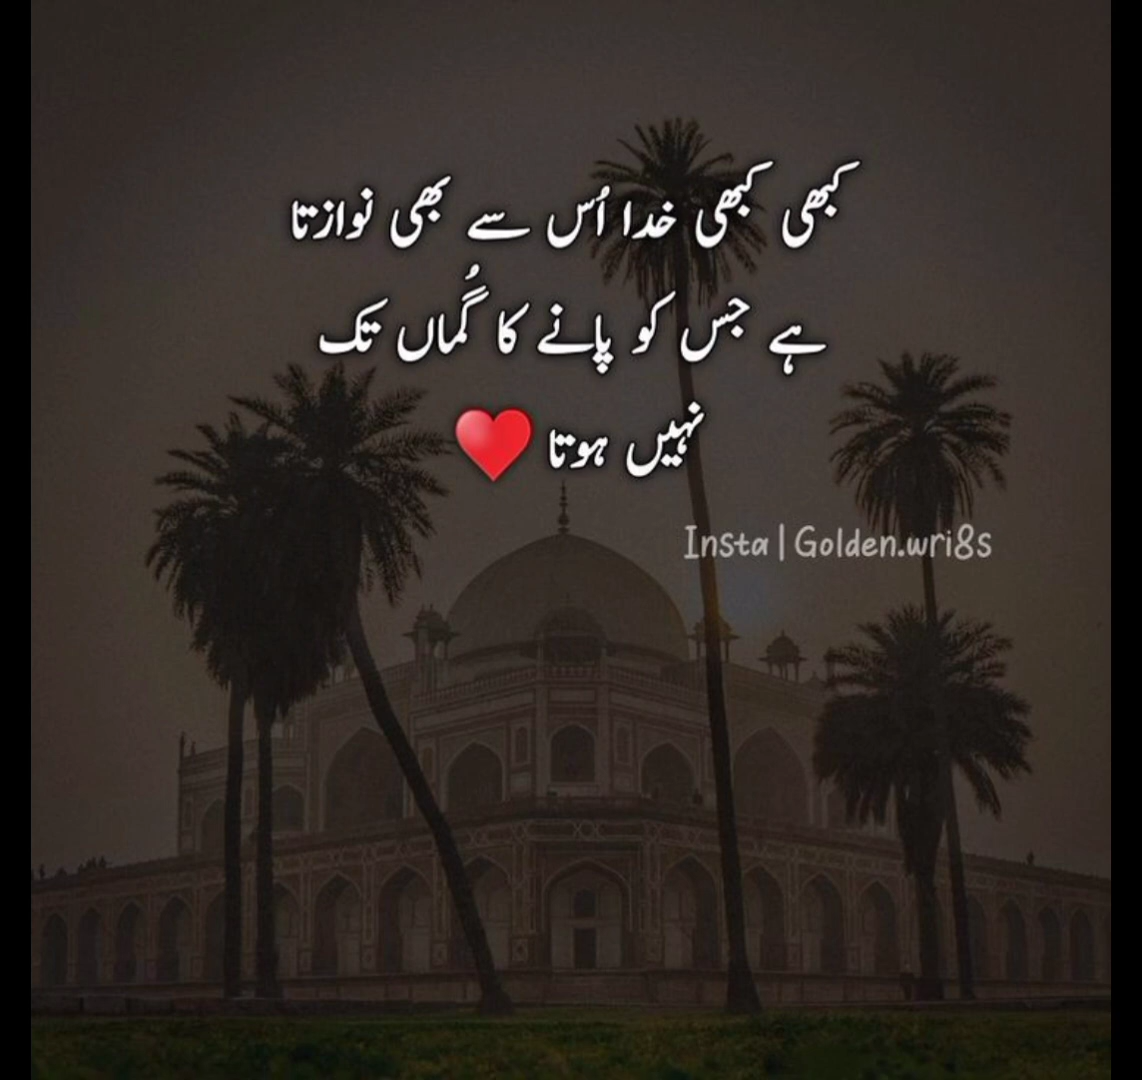 کبھی کبھی خدا اُس سے بھی نوازتا
ہے جس کو پانے کا گُماں تک
نہیں ہوتا ♥️
Insta | Golden.wri8s